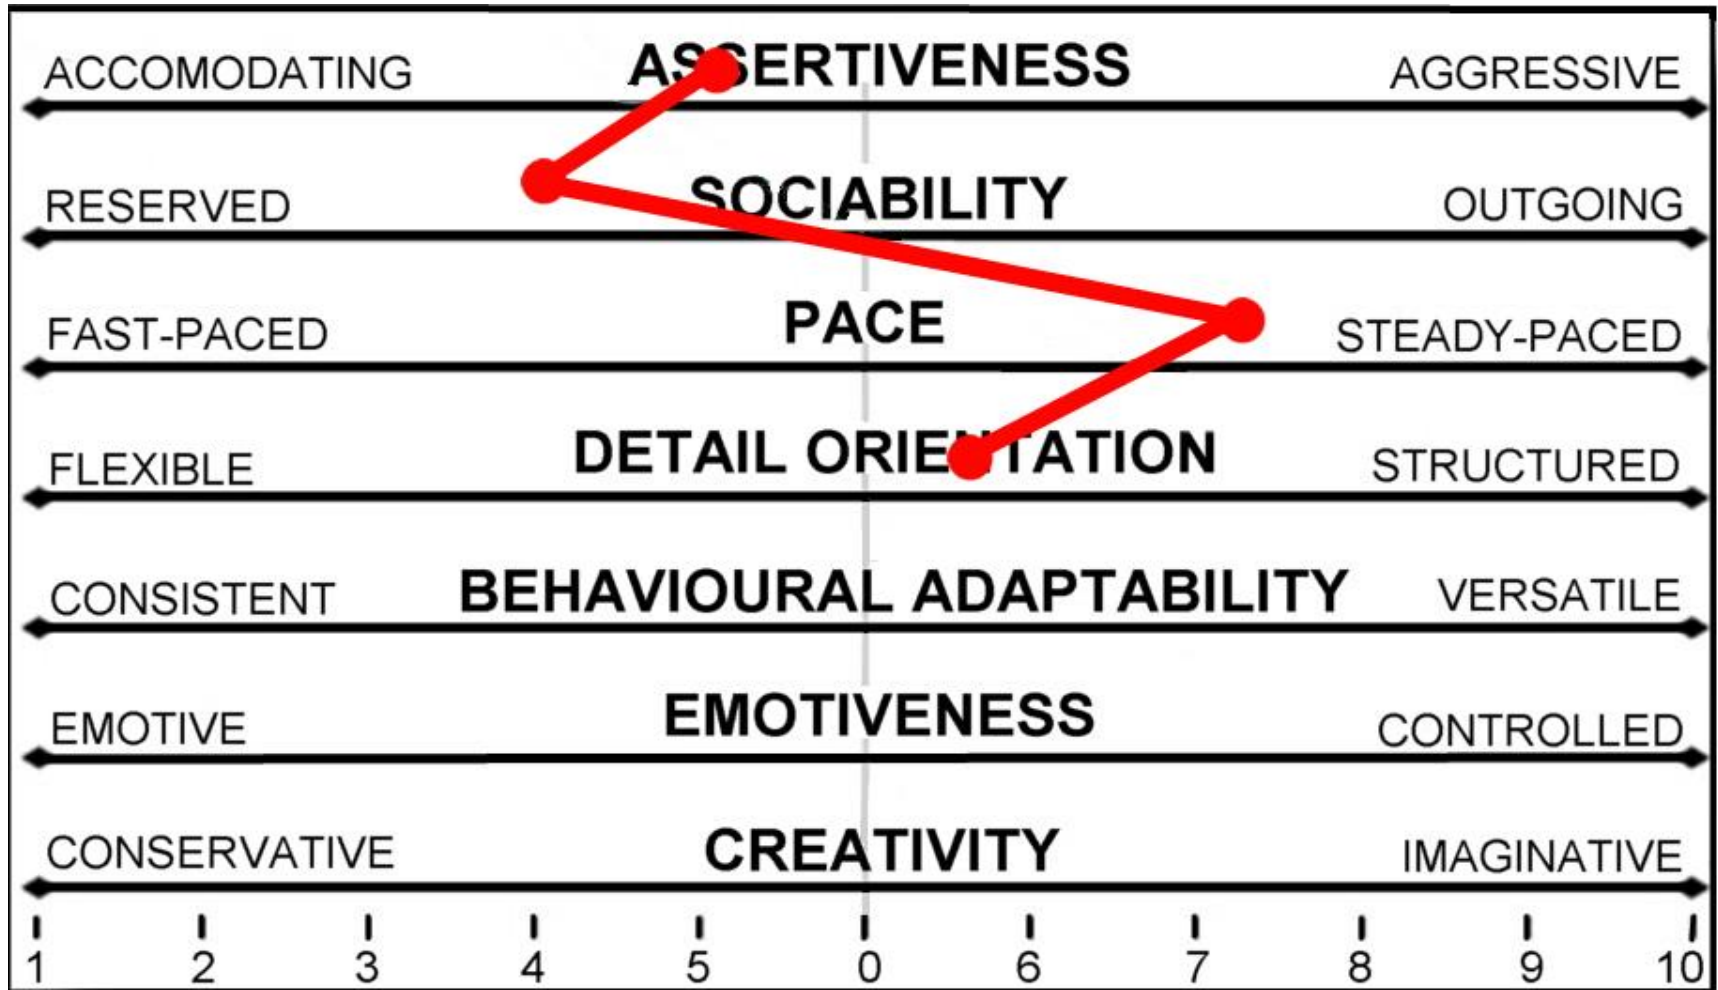 ACCOMODATING ASSERTIVENESS AGGRESSIVE
RESERVED SOCIABILITY OUTGOING
FAST-PACED PACE STEADY-PACED
FLEXIBLE DETAIL ORIENTATION STRUCTURED
CONSISTENT BEHAVIOURAL ADAPTABILITY VERSATILE
EMOTIVE EMOTIVENESS CONTROLLED
CONSERVATIVE CREATIVITY IMAGINATIVE
1 2 3 4 5 0 6 7 8 9 10